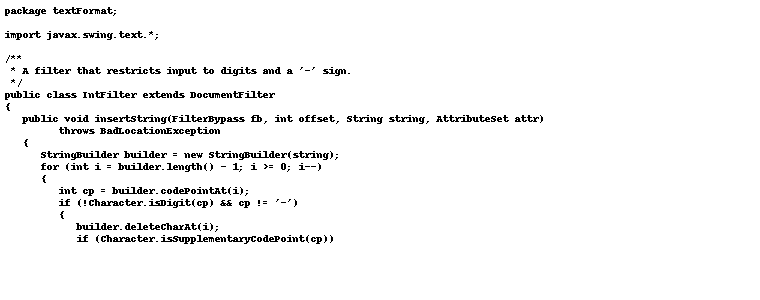 package textFormat;
import javax.swing.text.*;
/**
 * A filter that restricts input to digits and a '-' sign.
 */
public class IntFilter extends DocumentFilter
{
   public void insertString(FilterBypass fb, int offset, String string, AttributeSet attr)
         throws BadLocationException
   {
      StringBuilder builder = new StringBuilder(string);
      for (int i = builder.length() - 1; i >= 0; i--)
      {
         int cp = builder.codePointAt(i);
         if (!Character.isDigit(cp) && cp != '-')
         {
            builder.deleteCharAt(i);
            if (Character.isSupplementaryCodePoint(cp))